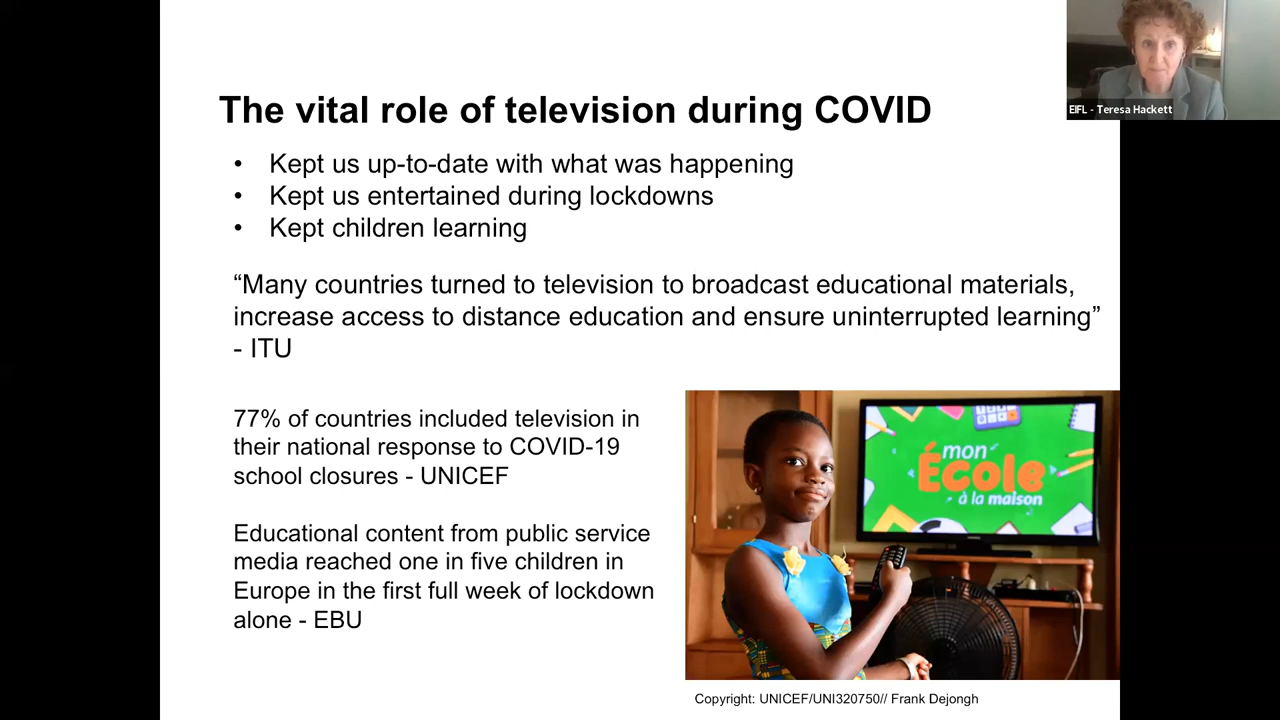 EIFL - Teresa Hackett
The vital role of television during COVID
• Kept us up-to-date with what was happening
• Kept us entertained during lockdowns
• Kept children learning
“Many countries turned to television to broadcast educational materials,
increase access to distance education and ensure uninterrupted learning”
- ITU
77% of countries included television in
their national response to COVID-19
school closures - UNICEF
Educational content from public service
media reached one in five children in
Europe in the first full week of lockdown
alone - EBU
mon
École
à la maison
Copyright: UNICEF/UNI320750// Frank Dejongh